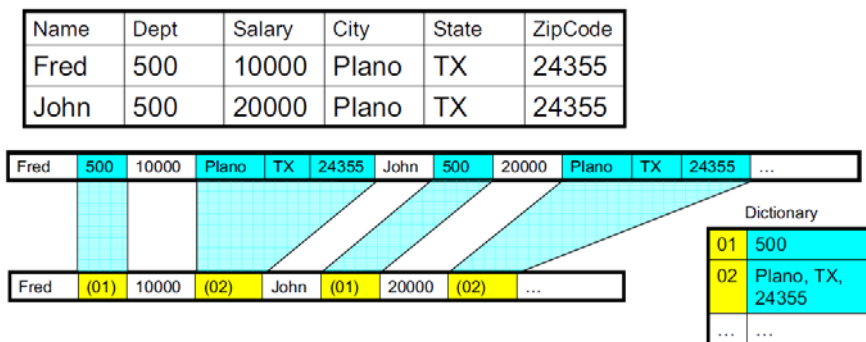 Name Dept Salary City State ZipCode
Fred 500 10000 Plano TX 24355
John 500 20000 Plano TX 24355
Fred 500 10000 Plano TX 24355 John 500 20000 Plano TX 24355 ...
Dictionary
01 500
02 Plano, TX,
24355
... ...
Fred (01) 10000 (02) John (01) 20000 (02) ...